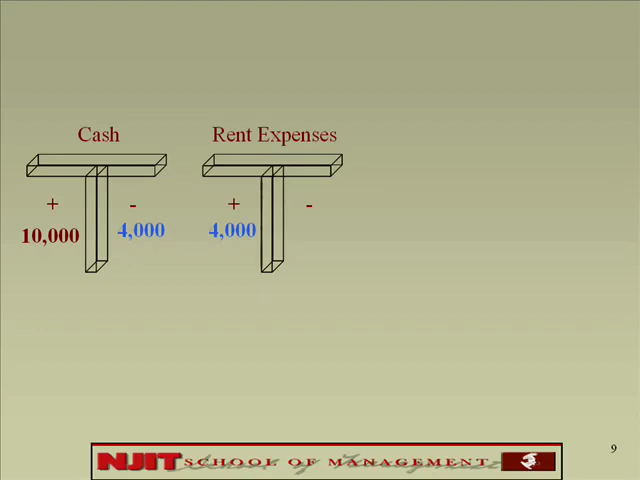 Cash Rent Expenses
+ - + -
10,000 4,000 4,000
NJIT SCHOOL OF MANAGEMENT
9